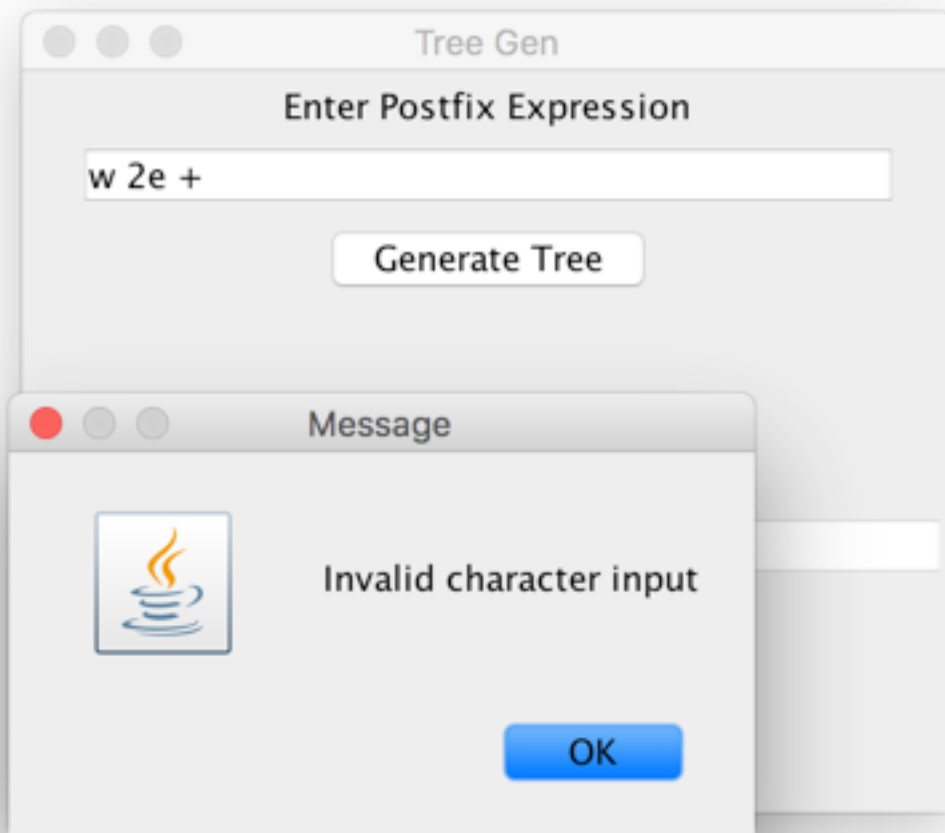 Tree Gen
Enter Postfix Expression
w 2e +
Generate Tree
Message
Invalid character input
OK